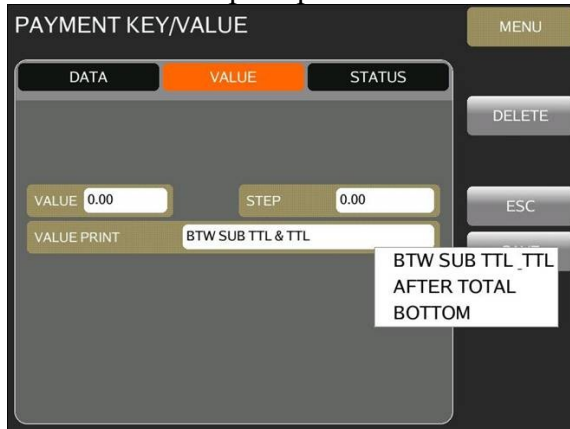 PAYMENT KEY/VALUE
MENU
DATA VALUE STATUS
DELETE
VALUE 0.00 STEP 0.00
ESC
VALUE PRINT BTW SUB TTL & TTL
BTW SUB TTL_TTL
AFTER TOTAL
BOTTOM